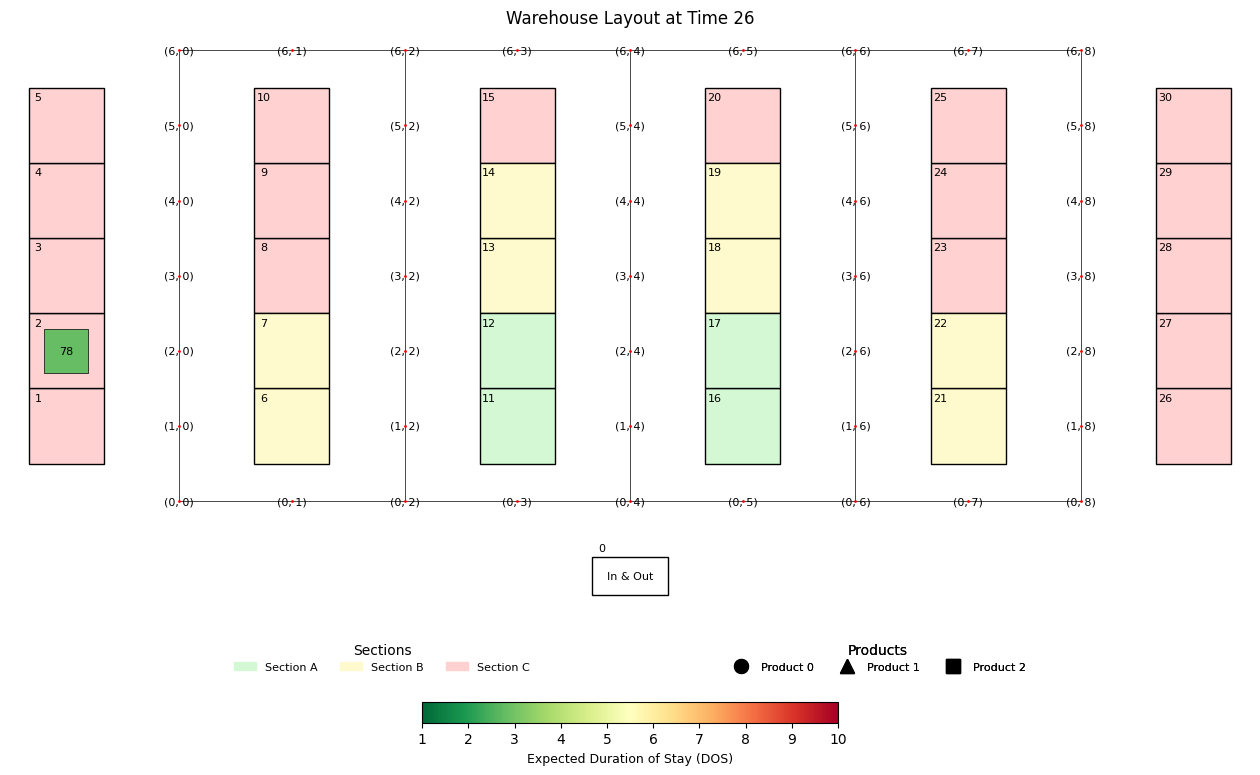 Warehouse Layout at Time 26
(6, 0) (6, 1) (6, 2) (6, 3) (6, 4) (6, 5) (6, 6) (6, 7) (6, 8)
5 10 15 20 25 30
(5, 0) (5, 2) (5, 4) (5, 6) (5, 8)
4 9 14 19 24 29
(4, 0) (4, 2) (4, 4) (4, 6) (4, 8)
3 8 13 18 23 28
(3, 0) (3, 2) (3, 4) (3, 6) (3, 8)
2 7 12 17 22 27
78 (2, 0) (2, 2) (2, 4) (2, 6) (2, 8)
1 6 11 16 21 26
(1, 0) (1, 2) (1, 4) (1, 6) (1, 8)
(0, 0) (0, 1) (0, 2) (0, 3) (0, 4) (0, 5) (0, 6) (0, 7) (0, 8)
0
In & Out
Sections Products
Section A Section B Section C Product 0 Product 1 Product 2
1 2 3 4 5 6 7 8 9 10
Expected Duration of Stay (DOS)